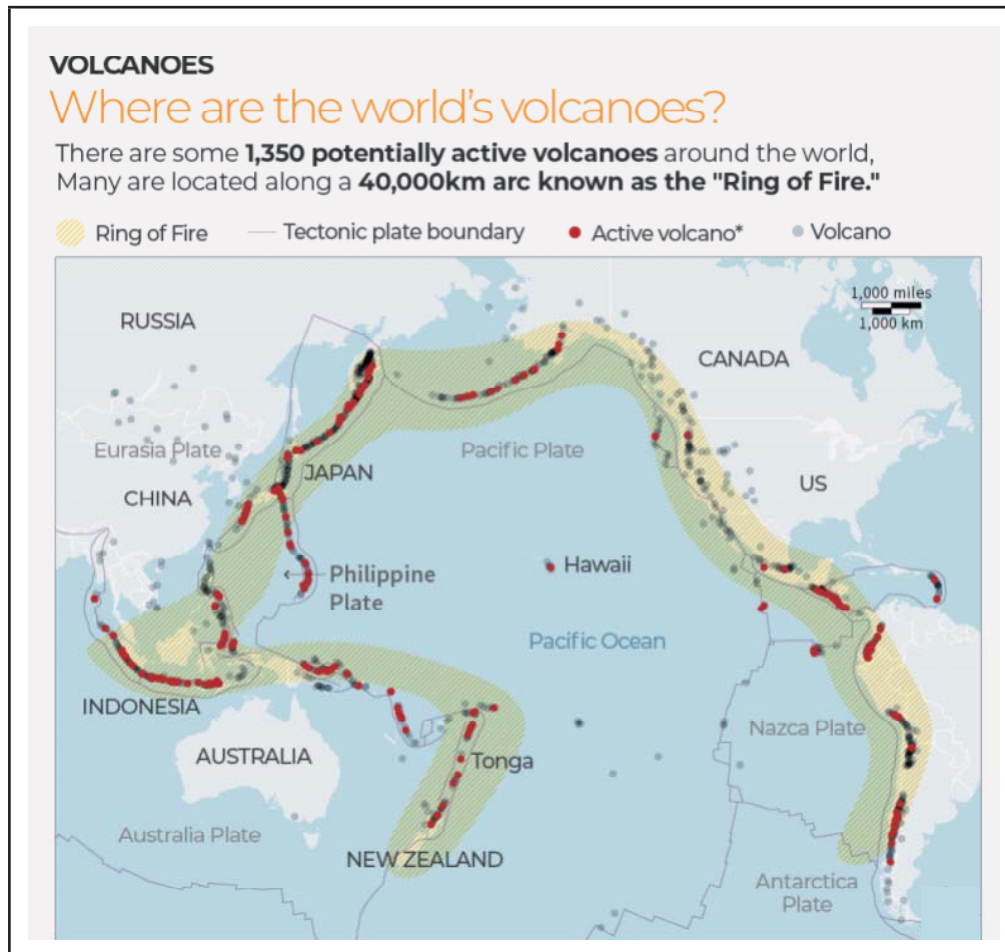 VOLCANOES
Where are the world's volcanoes?
There are some 1,350 potentially active volcanoes around the world,
Many are located along a 40,000km arc known as the "Ring of Fire."
Ring of Fire
Tectonic plate boundary
Active volcano*
Volcano
1,000 miles
1,000 km
RUSSIA
CANADA
Eurasia Plate
Pacific Plate
JAPAN
CHINA
US
Hawaii
Philippine
Plate
Pacific Ocean
INDONESIA
Nazca Plate
AUSTRALIA
Tonga
Australia Plate
NEW ZEALAND
Antarctica
Plate